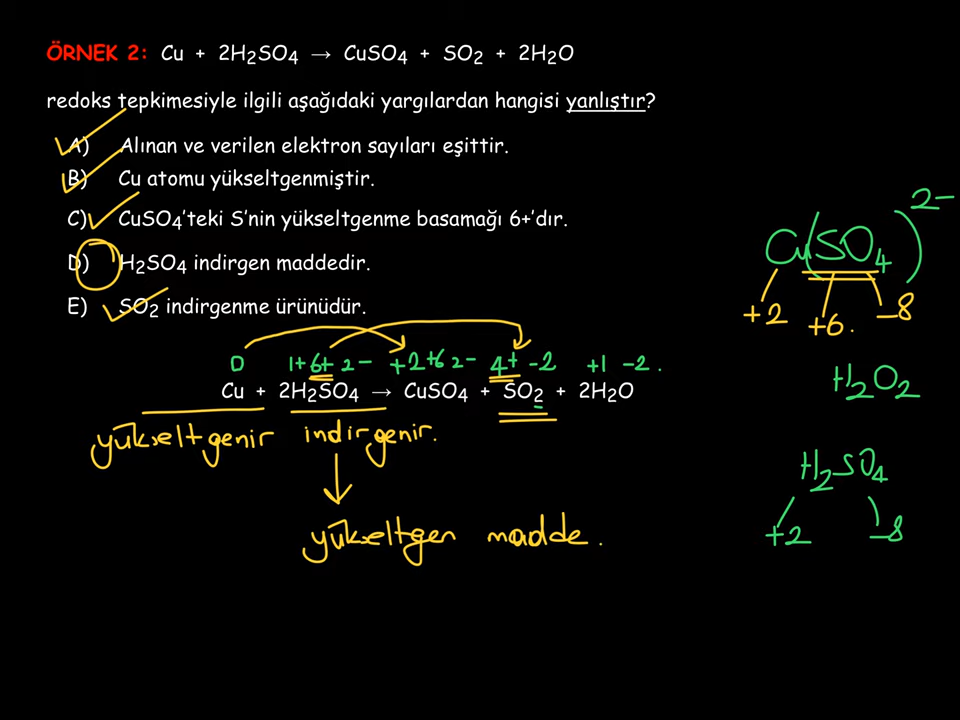 ÖRNEK 2: Cu + 2H2SO4 → CuSO4 + SO2 + 2H2O
redoks tepkimesiyle ilgili aşağıdaki yargılardan hangisi yanlıştır?
A) Alınan ve verilen elektron sayıları eşittir.
B) Cu atomu yükseltgenmiştir.
C) CuSO4'teki S'nin yükseltgenme basamağı 6+'dır.
D) H2SO4 indirgen maddedir.
E) SO2 indirgenme ürünüdür.
Cu(SO4)2-
+2 +6. -8
0 1+ 6+ 2- +2 +6 2- 4+ -2 +1 -2.
Cu + 2H2SO4 → CuSO4 + SO2 + 2H2O
H2O2
yükseltgenir indirgenir.
H2SO4
+2 -8
yükseltgen madde.